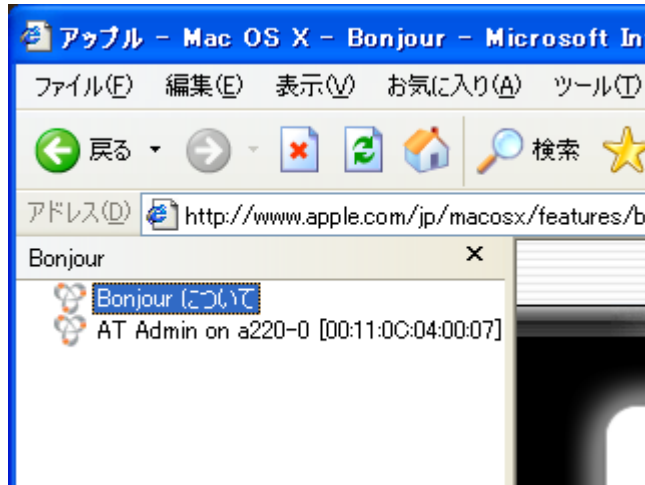 アップル - Mac OS X - Bonjour - Microsoft In
ファイル(F) 編集(E) 表示(V) お気に入り(A) ツール(T)
戻る 検索
アドレス(D) http://www.apple.com/jp/macosx/features/b
Bonjour
Bonjour について
AT Admin on a220-0 [00:11:0C:04:00:07]